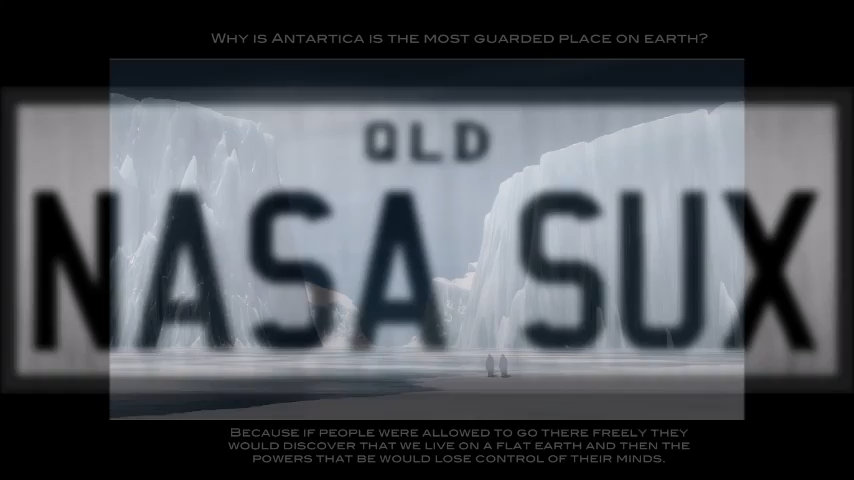 WHY IS ANTARTICA IS THE MOST GUARDED PLACE ON EARTH?
QLD
NASA SUX
BECAUSE IF PEOPLE WERE ALLOWED TO GO THERE FREELY THEY
WOULD DISCOVER THAT WE LIVE ON A FLAT EARTH AND THEN THE
POWERS THAT BE WOULD LOSE CONTROL OF THEIR MINDS.